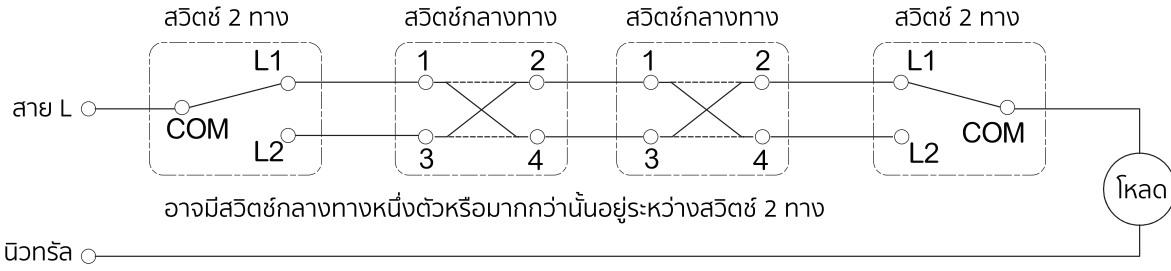 สวิตช์ 2 ทาง สวิตช์กลางทาง สวิตช์กลางทาง สวิตช์ 2 ทาง
L1 1 2 1 2 L1
สาย L
COM COM
L2 3 4 3 4 L2
โหลด
อาจมีสวิตช์กลางทางหนึ่งตัวหรือมากกว่านั้นอยู่ระหว่างสวิตช์ 2 ทาง
นิวทรัล